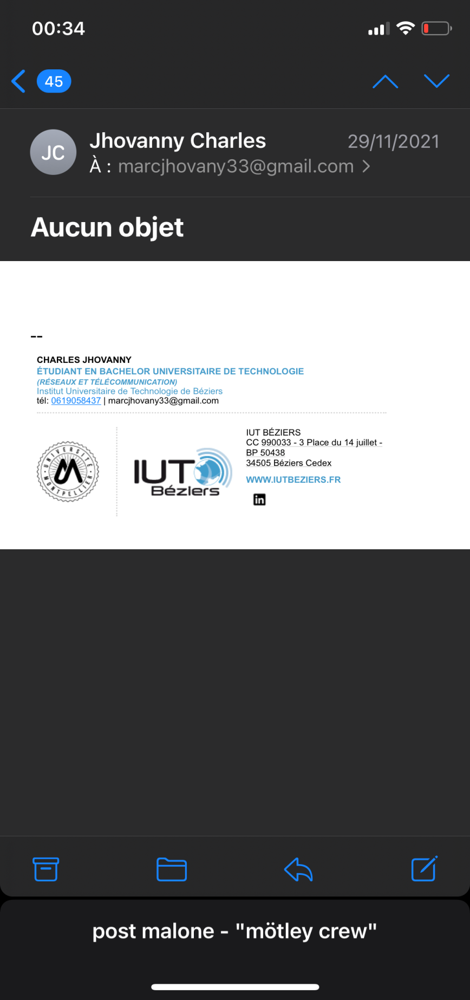 00:34
45
JC
Jhovanny Charles
29/11/2021
À : marcjhovany33@gmail.com
Aucun objet
--
CHARLES JHOVANNY
ÉTUDIANT EN BACHELOR UNIVERSITAIRE DE TECHNOLOGIE
(RÉSEAUX ET TÉLÉCOMMUNICATION)
Institut Universitaire de Technologie de Béziers
tél: 0619058437 | marcjhovany33@gmail.com
UNIVERSITÉ
MONTPELLIER
IUT
Béziers
IUT BÉZIERS
CC 990033 - 3 Place du 14 juillet -
BP 50438
34505 Béziers Cedex
WWW.IUTBEZIERS.FR
in
post malone - "mötley crew"